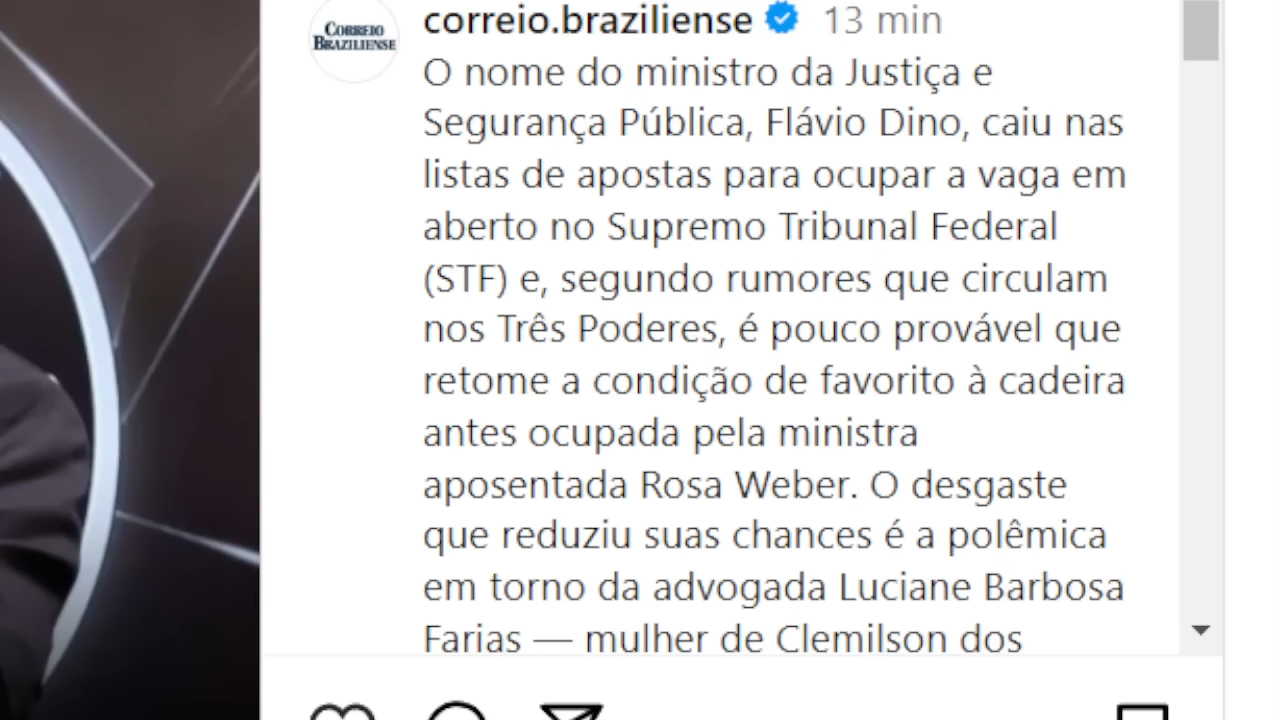 CORREIO
BRAZILIENSE
correio.braziliense 13 min
O nome do ministro da Justiça e
Segurança Pública, Flávio Dino, caiu nas
listas de apostas para ocupar a vaga em
aberto no Supremo Tribunal Federal
(STF) e, segundo rumores que circulam
nos Três Poderes, é pouco provável que
retome a condição de favorito à cadeira
antes ocupada pela ministra
aposentada Rosa Weber. O desgaste
que reduziu suas chances é a polêmica
em torno da advogada Luciane Barbosa
Farias — mulher de Clemilson dos